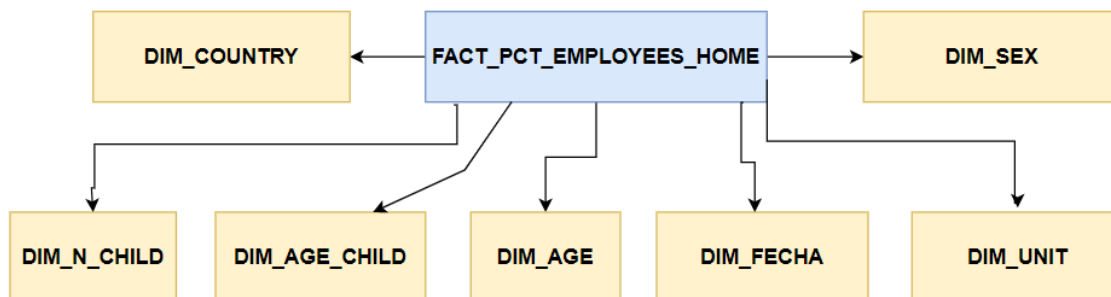 DIM_COUNTRY
FACT_PCT_EMPLOYEES_HOME
DIM_SEX
DIM_N_CHILD
DIM_AGE_CHILD
DIM_AGE
DIM_FECHA
DIM_UNIT